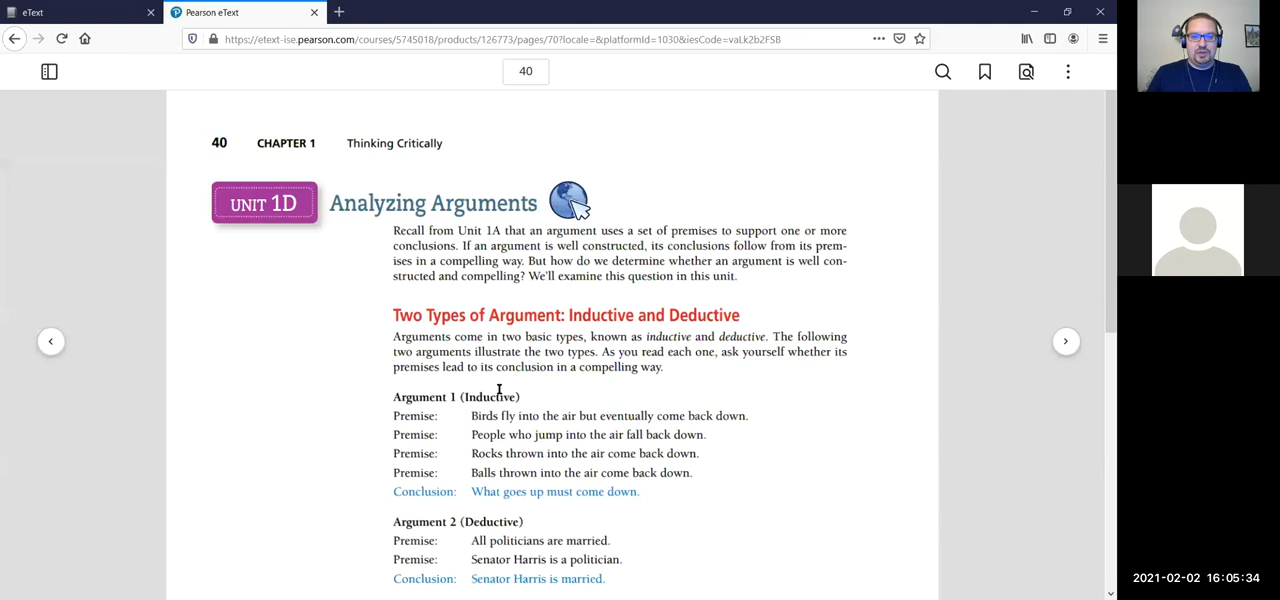 eText
Pearson eText
https://etext-ise.pearson.com/courses/5745018/products/126773/pages/70?locale=&platformId=1030&iesCode=vaLk2b2FSB
40
40 CHAPTER 1 Thinking Critically
UNIT 1D Analyzing Arguments
Recall from Unit 1A that an argument uses a set of premises to support one or more
conclusions. If an argument is well constructed, its conclusions follow from its prem-
ises in a compelling way. But how do we determine whether an argument is well con-
structed and compelling? We'll examine this question in this unit.
Two Types of Argument: Inductive and Deductive
Arguments come in two basic types, known as inductive and deductive. The following
two arguments illustrate the two types. As you read each one, ask yourself whether its
premises lead to its conclusion in a compelling way.
Argument 1 (Inductive)
Premise: Birds fly into the air but eventually come back down.
Premise: People who jump into the air fall back down.
Premise: Rocks thrown into the air come back down.
Premise: Balls thrown into the air come back down.
Conclusion: What goes up must come down.
Argument 2 (Deductive)
Premise: All politicians are married.
Premise: Senator Harris is a politician.
Conclusion: Senator Harris is married.
2021-02-02 16:05:34